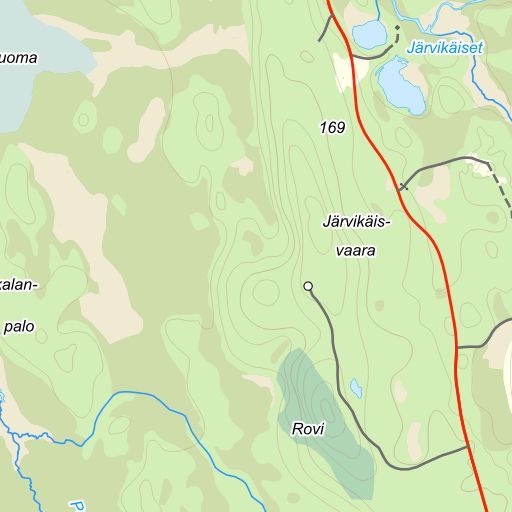 Järvikäiset
uoma
169
Järvikäis-
vaara
kalan-
palo
Rovi
P